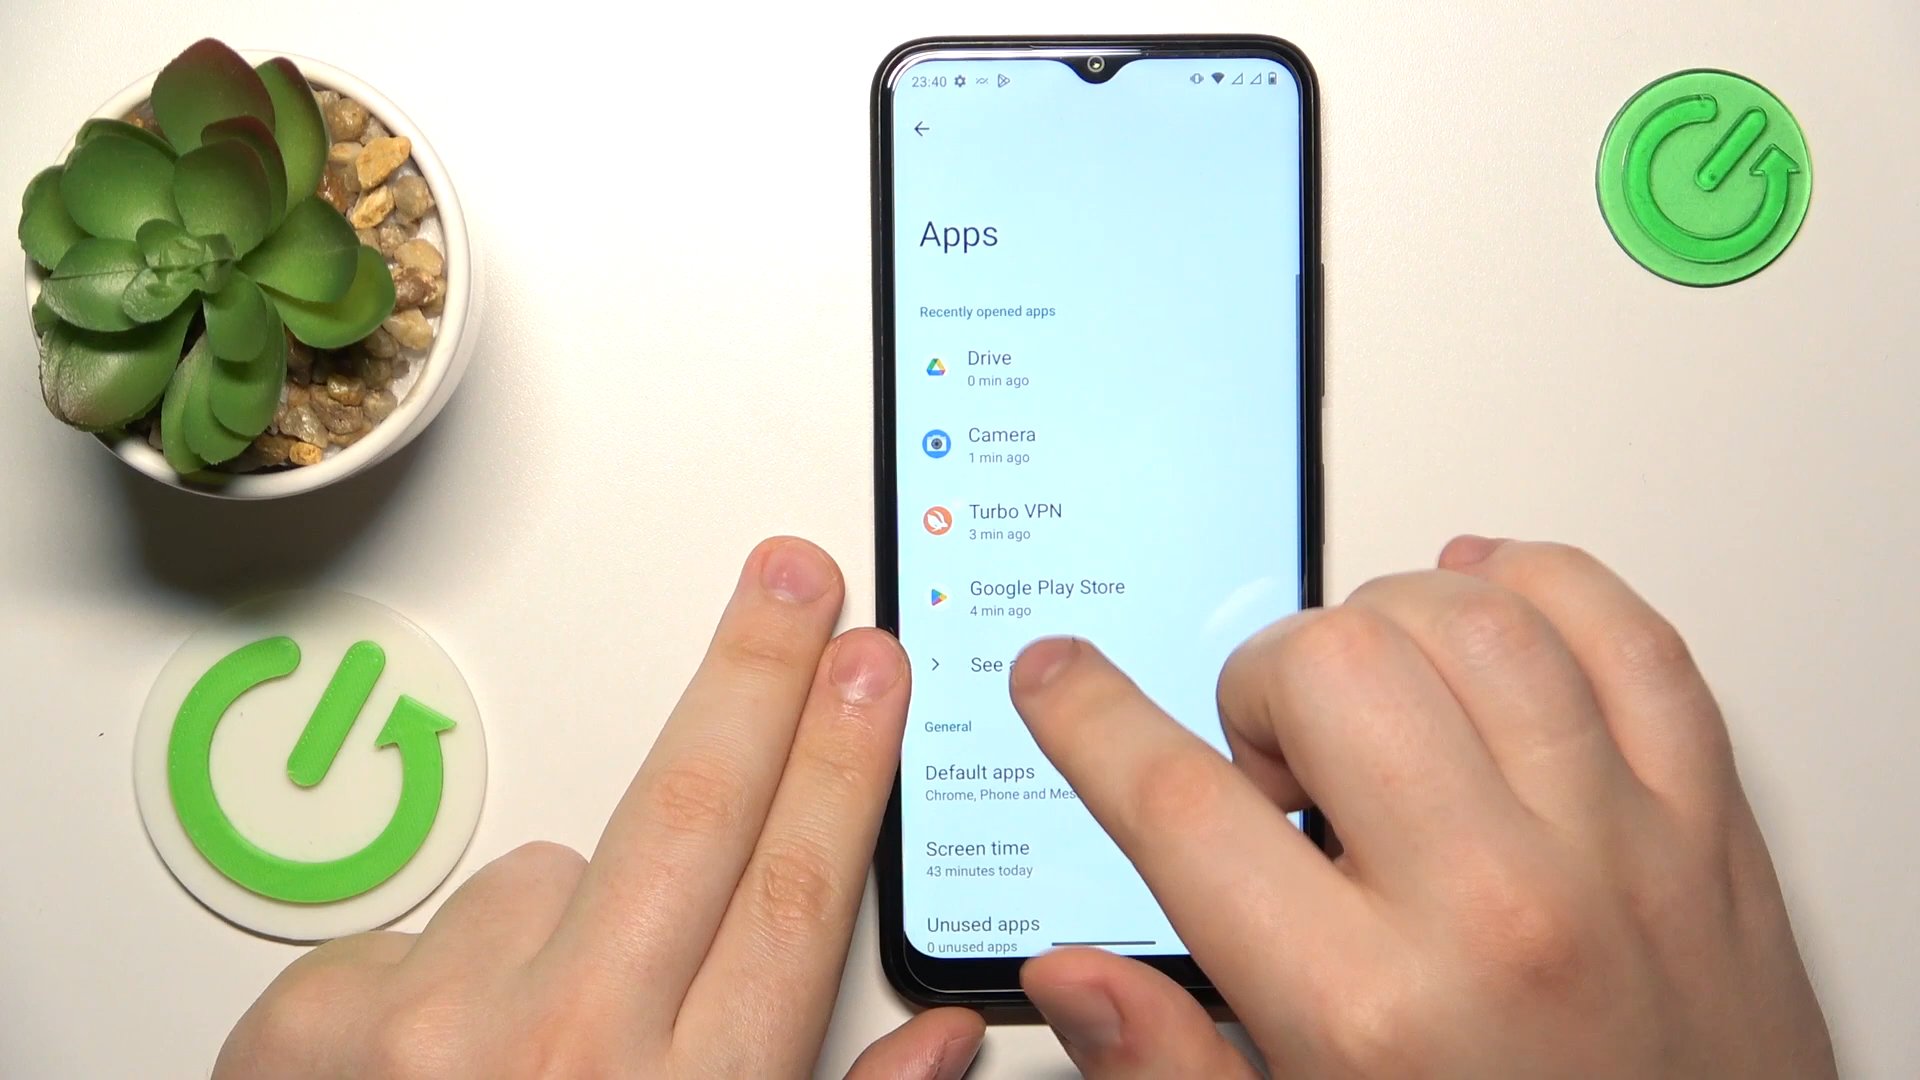 23:40
Apps
Recently opened apps
Drive
0 min ago
Camera
1 min ago
Turbo VPN
3 min ago
Google Play Store
4 min ago
See
General
Default apps
Chrome, Phone and
Screen time
43 minutes today
Unused apps
0 unused apps